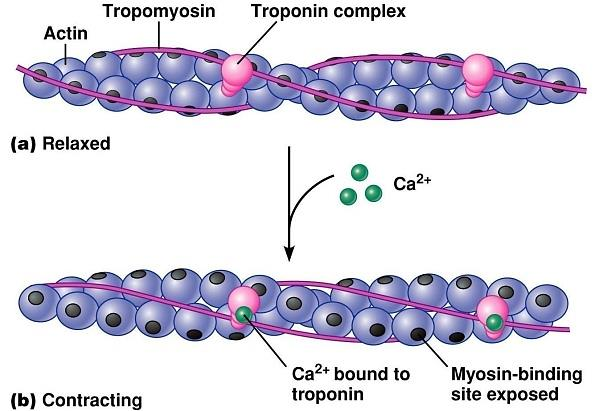 Tropomyosin
Troponin complex
Actin
(a) Relaxed
Ca2+
Ca2+ bound to
troponin
Myosin-binding
site exposed
(b) Contracting